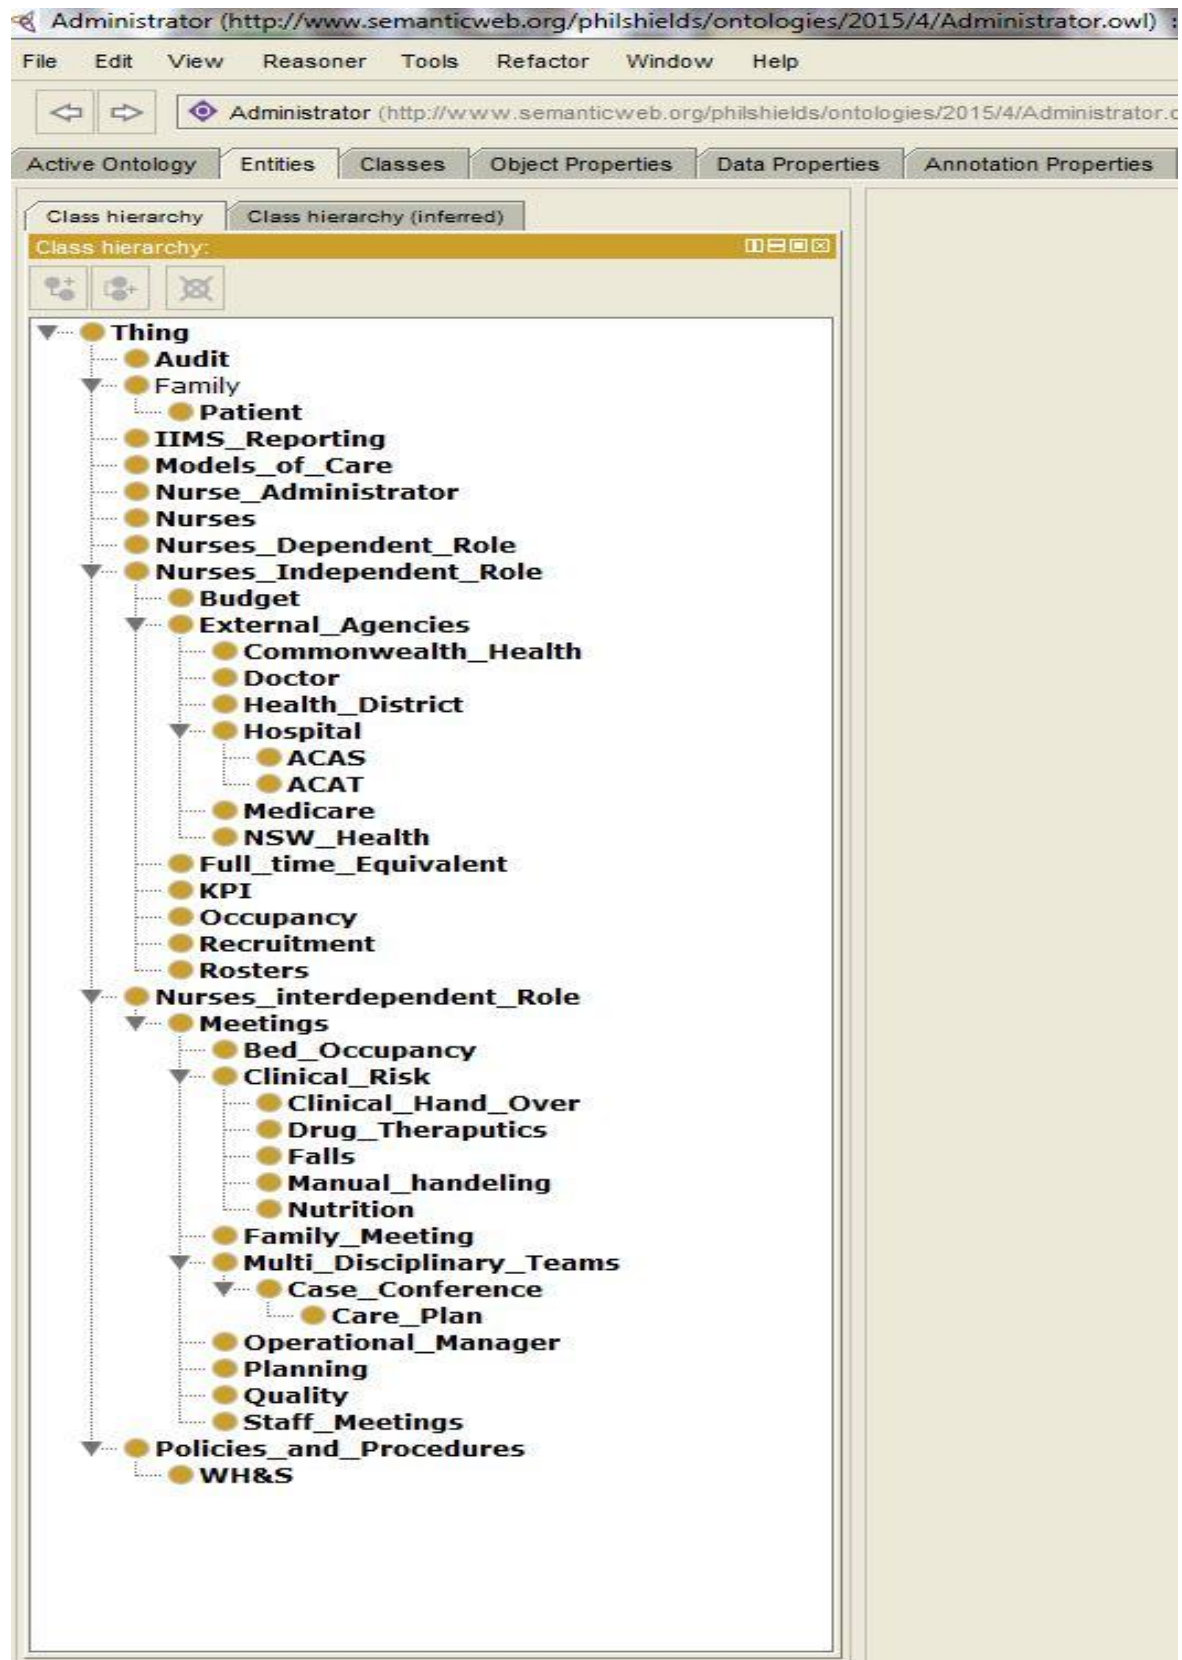 Administrator (http://www.semanticweb.org/philshields/ontologies/2015/4/Administrator.owl) :
File Edit View Reasoner Tools Refactor Window Help
Administrator (http://www.semanticweb.org/philshields/ontologies/2015/4/Administrator.o
Active Ontology Entities Classes Object Properties Data Properties Annotation Properties
Class hierarchy Class hierarchy (inferred)
Class hierarchy:
Thing
Audit
Family
Patient
IIMS_Reporting
Models_of_Care
Nurse_Administrator
Nurses
Nurses_Dependent_Role
Nurses_Independent_Role
Budget
External_Agencies
Commonwealth_Health
Doctor
Health_District
Hospital
ACAS
ACAT
Medicare
NSW_Health
Full_time_Equivalent
KPI
Occupancy
Recruitment
Rosters
Nurses_interdependent_Role
Meetings
Bed_Occupancy
Clinical_Risk
Clinical_Hand_Over
Drug_Theraputics
Falls
Manual_handeling
Nutrition
Family_Meeting
Multi_Disciplinary_Teams
Case_Conference
Care_Plan
Operational_Manager
Planning
Quality
Staff_Meetings
Policies_and_Procedures
WH&S